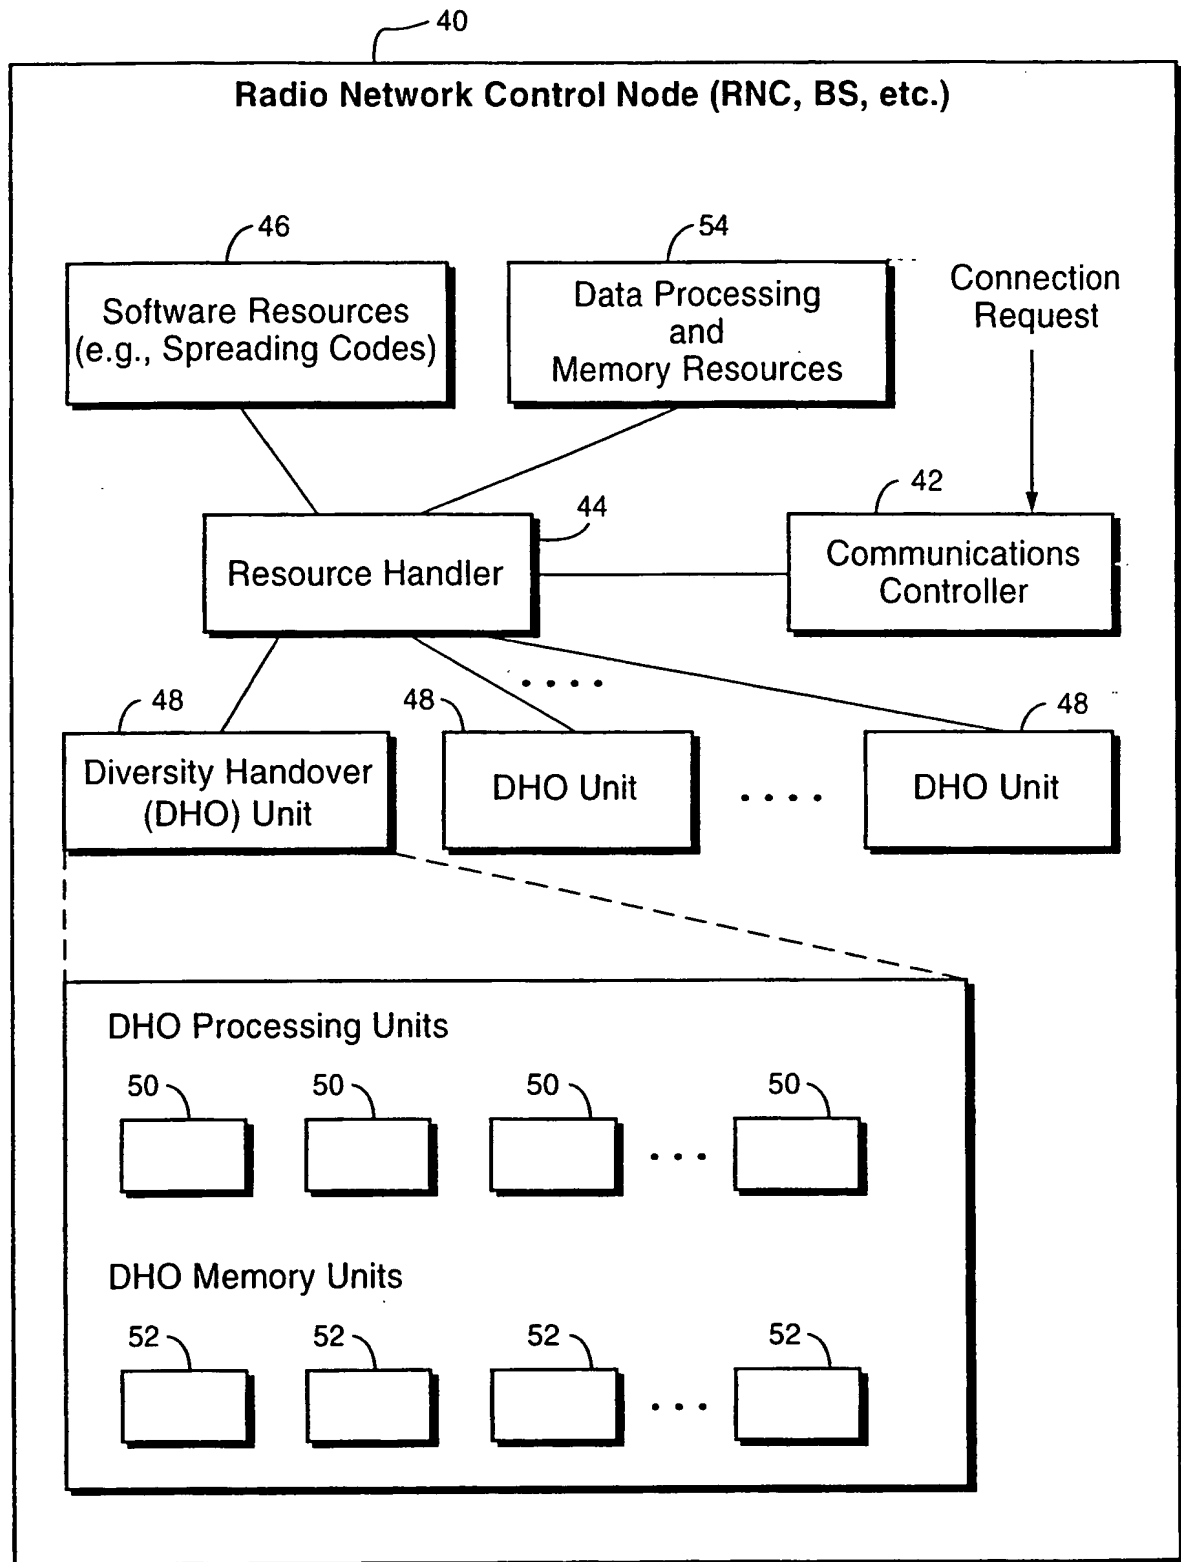 40
Radio Network Control Node (RNC, BS, etc.)
46
54
Software Resources
(e.g., Spreading Codes)
Data Processing
and
Memory Resources
Connection
Request
44
42
Resource Handler
Communications
Controller
48
48
48
Diversity Handover
(DHO) Unit
DHO Unit
DHO Unit
DHO Processing Units
50
50
50
50
DHO Memory Units
52
52
52
52